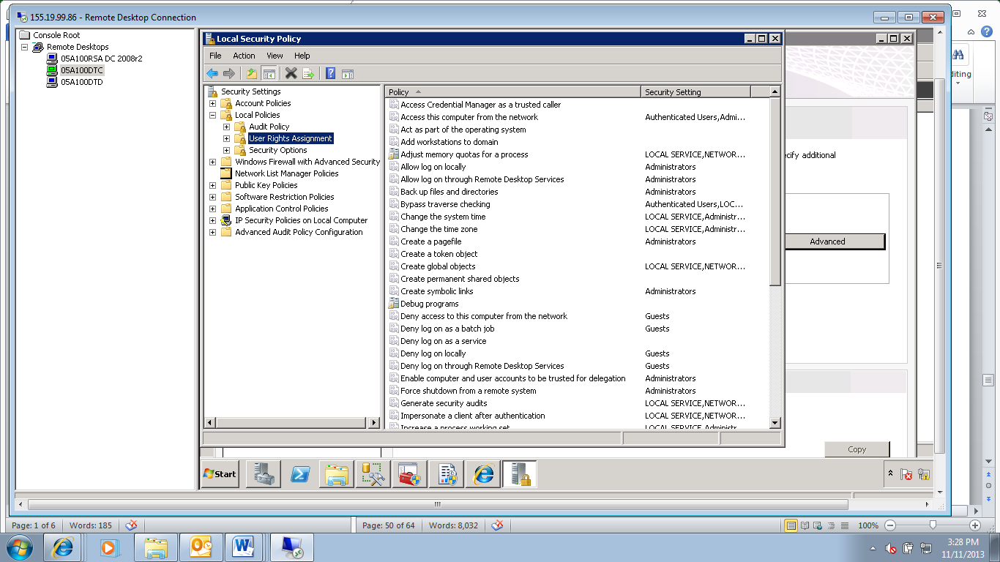 155.19.99.86 - Remote Desktop Connection
Console Root
Remote Desktops
05A100RSA DC 2008r2
05A100DTC
05A100DTD
Local Security Policy
File Action View Help
Security Settings
Account Policies
Local Policies
Audit Policy
User Rights Assignment
Security Options
Windows Firewall with Advanced Security
Network List Manager Policies
Public Key Policies
Software Restriction Policies
Application Control Policies
IP Security Policies on Local Computer
Advanced Audit Policy Configuration
Policy Security Setting
Access Credential Manager as a trusted caller
Access this computer from the network Authenticated Users,Admi...
Act as part of the operating system
Add workstations to domain
Adjust memory quotas for a process LOCAL SERVICE,NETWOR...
Allow log on locally Administrators
Allow log on through Remote Desktop Services Administrators
Back up files and directories Administrators
Bypass traverse checking Authenticated Users,LOC...
Change the system time LOCAL SERVICE,Administr...
Change the time zone LOCAL SERVICE,Administr...
Create a pagefile Administrators
Create a token object
Create global objects LOCAL SERVICE,NETWOR...
Create permanent shared objects
Create symbolic links Administrators
Debug programs
Deny access to this computer from the network Guests
Deny log on as a batch job Guests
Deny log on as a service
Deny log on locally Guests
Deny log on through Remote Desktop Services Guests
Enable computer and user accounts to be trusted for delegation Administrators
Force shutdown from a remote system Administrators
Generate security audits LOCAL SERVICE,NETWOR...
Impersonate a client after authentication LOCAL SERVICE,NETWOR...
Increase a process working set LOCAL SERVICE,Administr...
diting
cify additional
Advanced
Copy
Start
Page: 1 of 6 Words: 185
Page: 50 of 64 Words: 8,032
100%
3:28 PM
11/11/2013